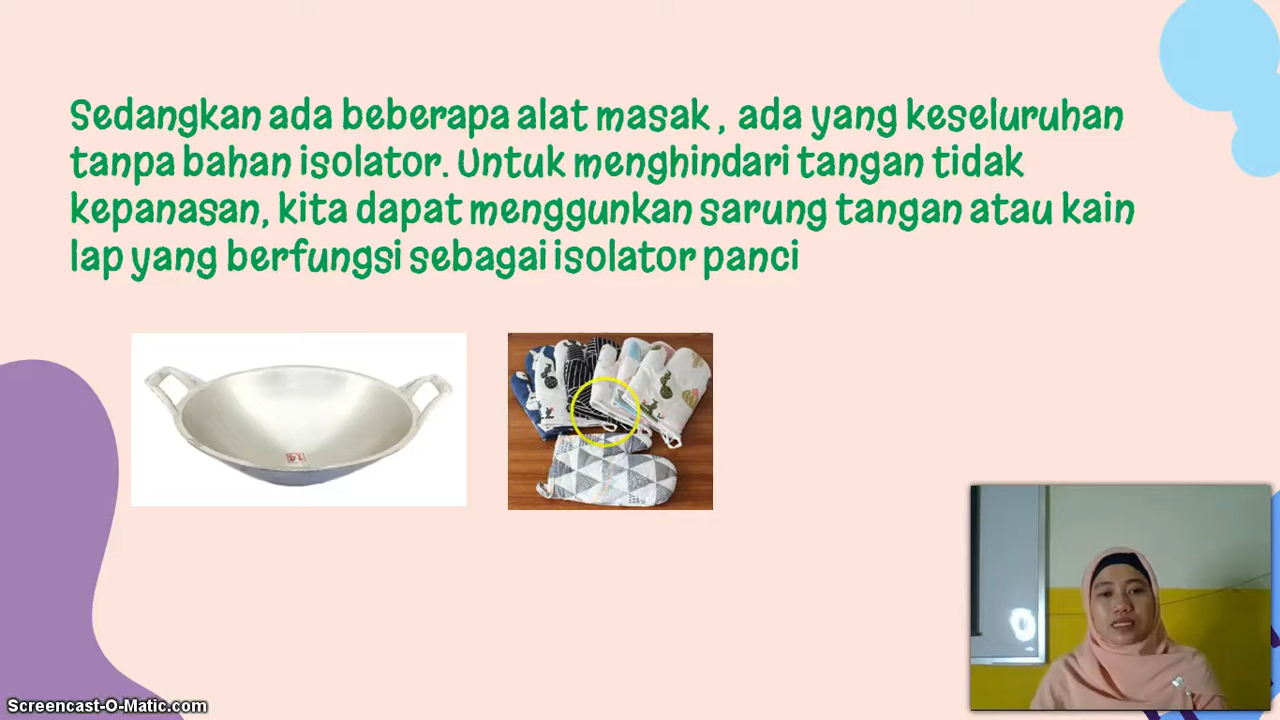 Sedangkan ada beberapa alat masak , ada yang keseluruhan
tanpa bahan isolator. Untuk menghindari tangan tidak
kepanasan, kita dapat menggunkan sarung tangan atau kain
lap yang berfungsi sebagai isolator panci
Screencast-O-Matic.com